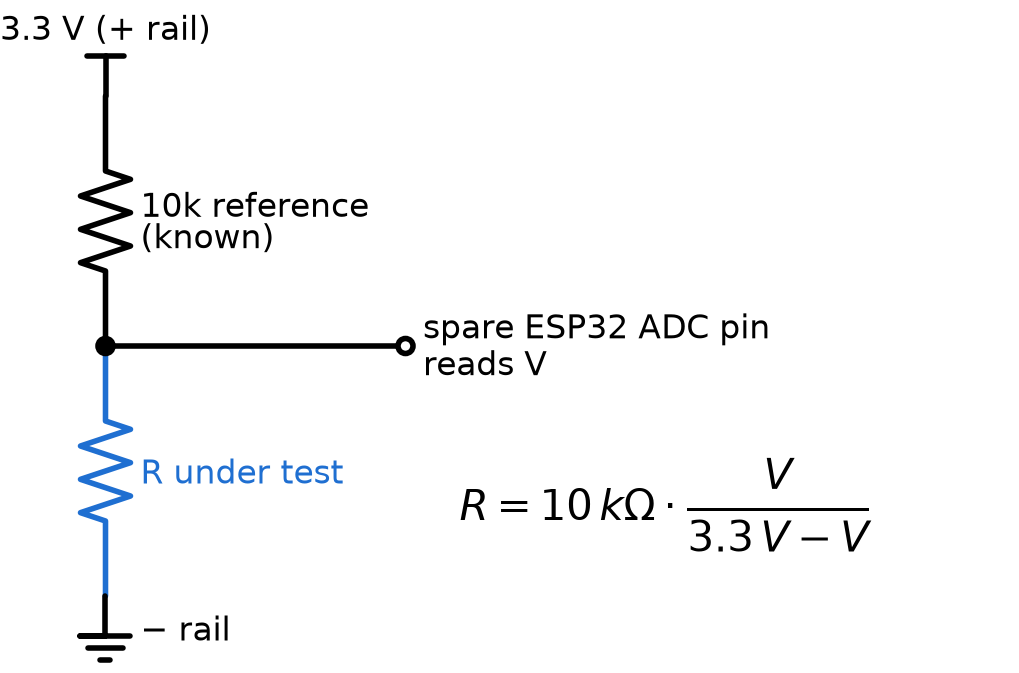 3.3 V (+ rail)
10k reference
(known)
spare ESP32 ADC pin
reads V
R under test
R = 10 kΩ · V / (3.3 V − V)
− rail